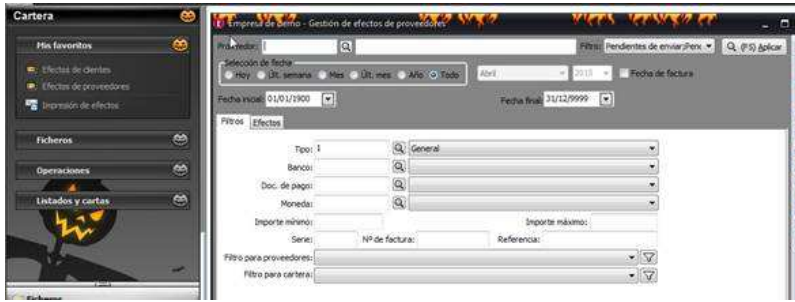 Cartera
Empresa de Demo - Gestión de efectos de proveedores
Mis favoritos
Efectos de clientes
Efectos de proveedores
Impresión de efectos
Ficheros
Operaciones
Listados y cartas
Ficheros
Proveedor:
Filtro: Pendientes de enviar;Penc
(F5) Aplicar
Selección de fecha
Hoy Últ. semana Mes Últ. mes Año Todo
Abril 2015 Fecha de factura
Fecha inicial: 01/01/1900 Fecha final: 31/12/9999
Filtros Efectos
Tipo: 1 General
Banco:
Doc. de pago:
Moneda:
Importe mínimo: Importe máximo:
Serie: Nº de factura: Referencia:
Filtro para proveedores:
Filtro para cartera: